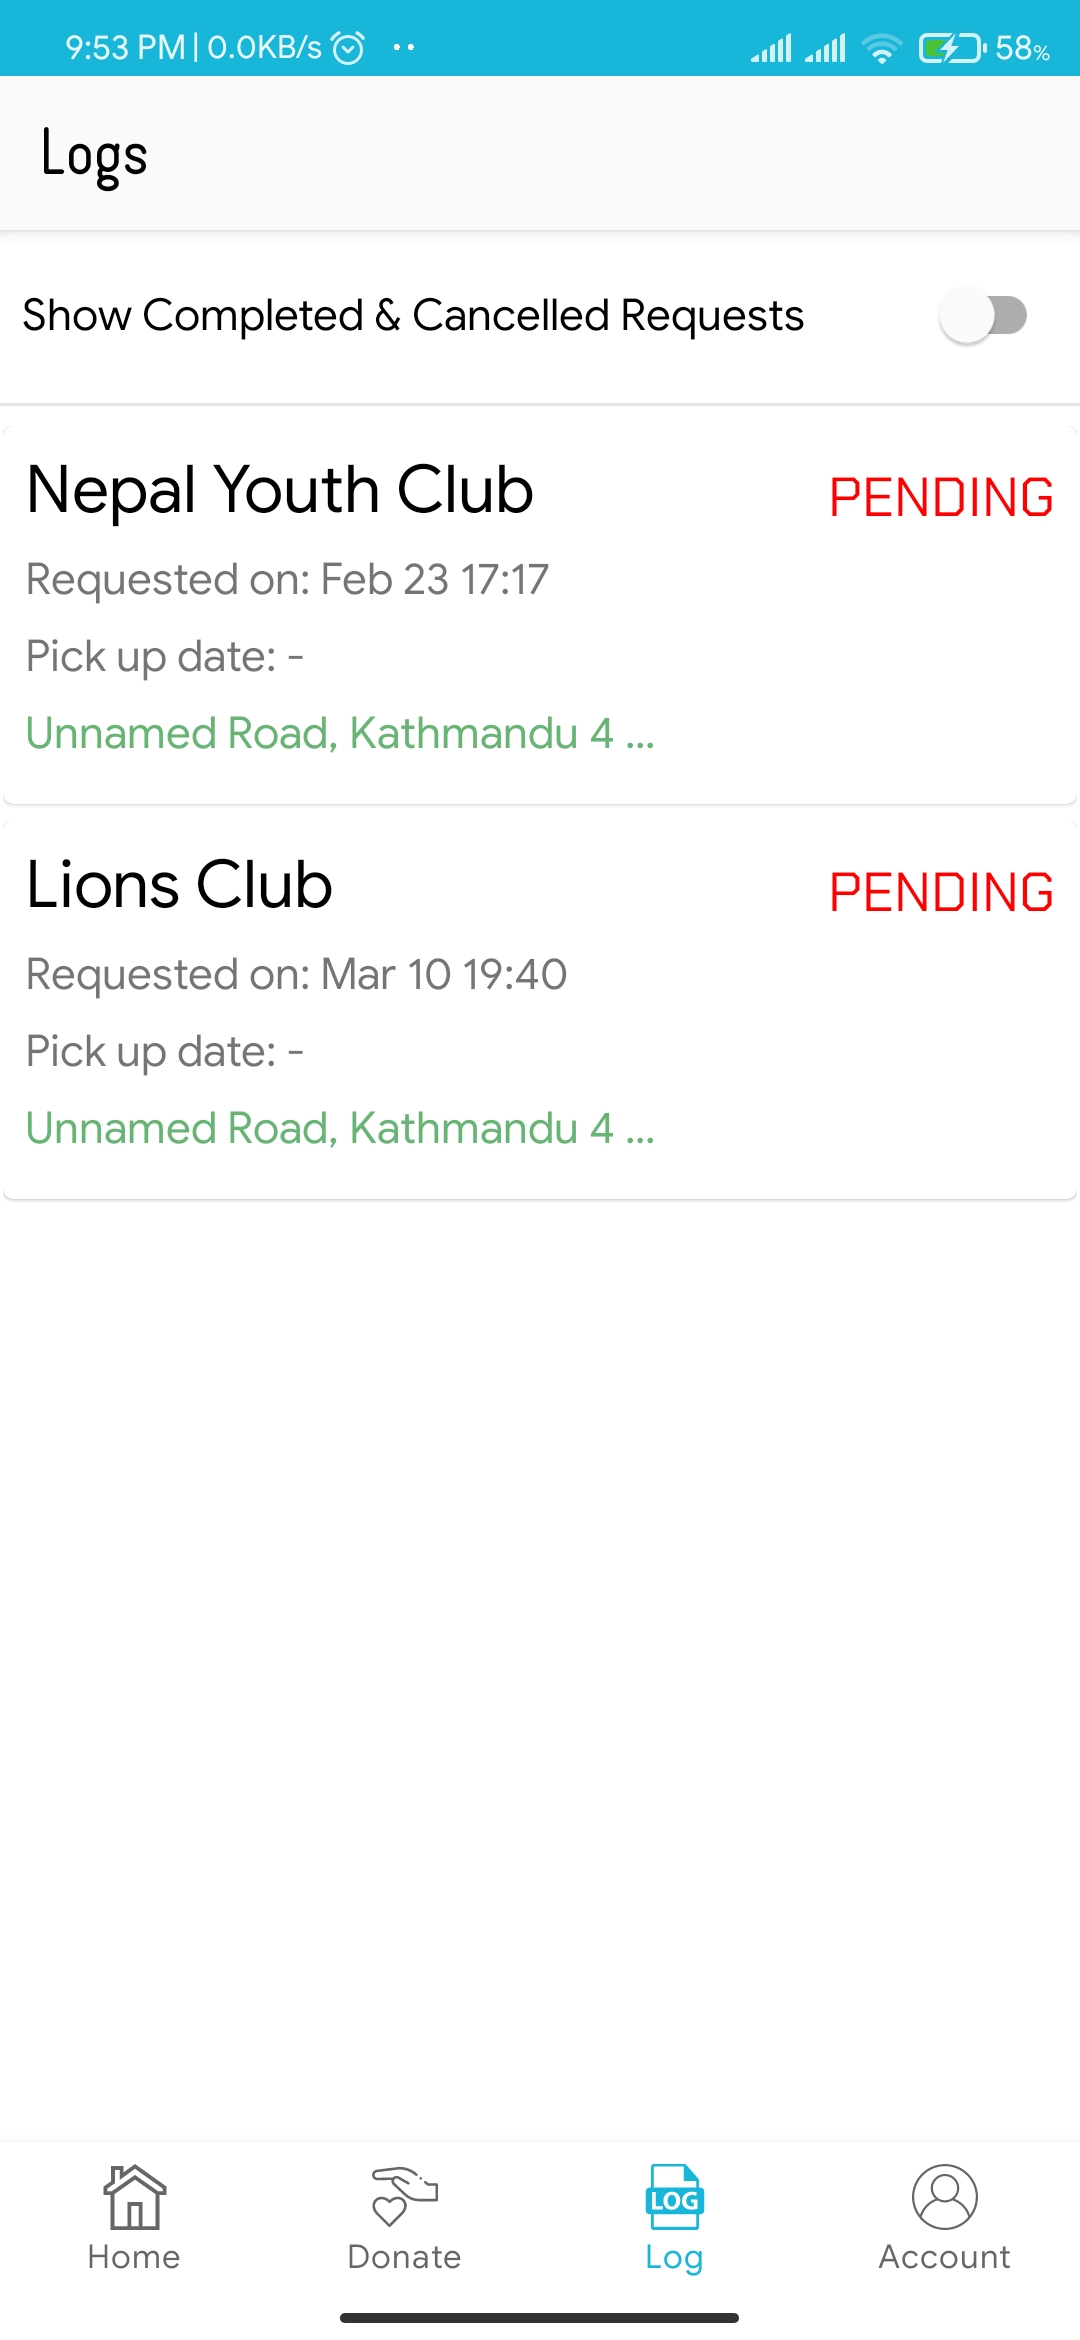 9:53 PM | 0.0KB/s 58%
Logs
Show Completed & Cancelled Requests
Nepal Youth Club PENDING
Requested on: Feb 23 17:17
Pick up date: -
Unnamed Road, Kathmandu 4 ...
Lions Club PENDING
Requested on: Mar 10 19:40
Pick up date: -
Unnamed Road, Kathmandu 4 ...
LOG
Home Donate Log Account